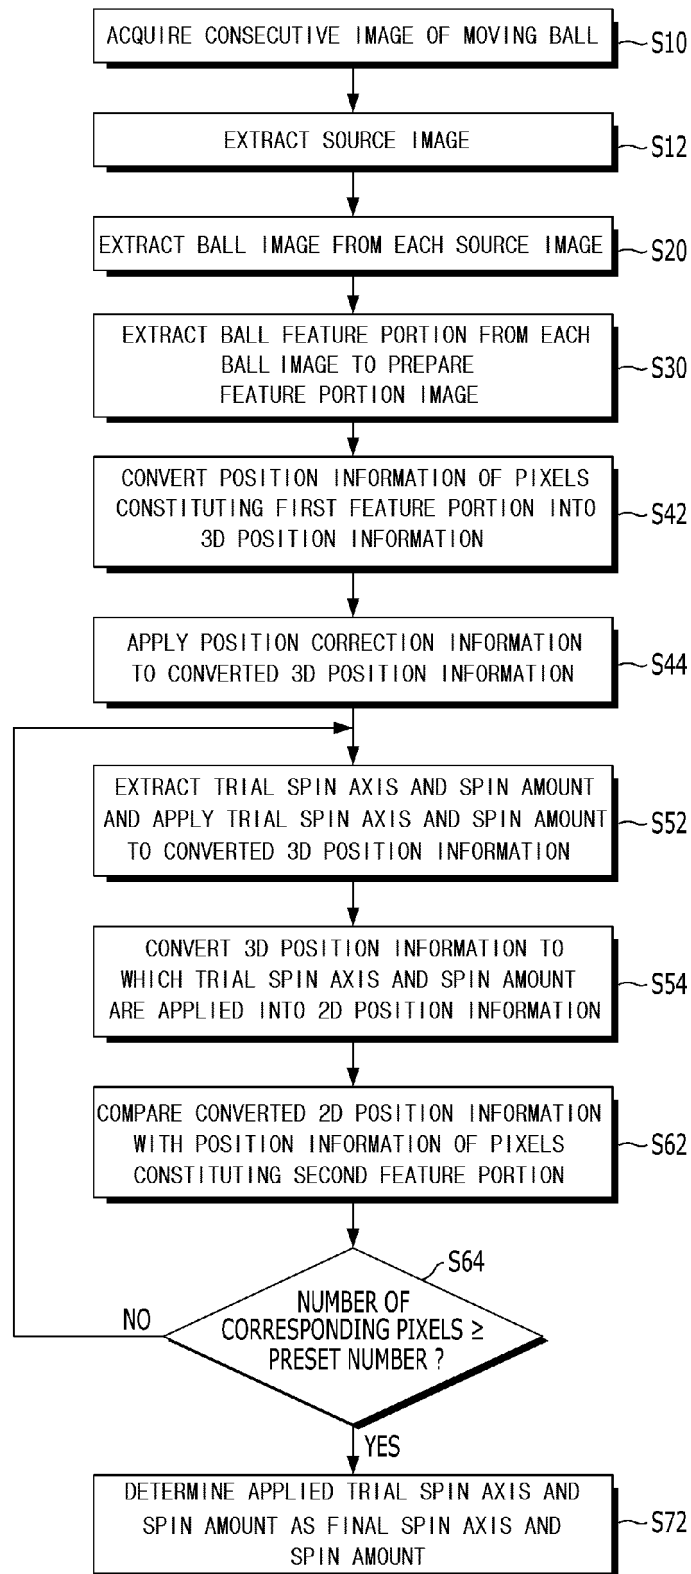 ACQUIRE CONSECUTIVE IMAGE OF MOVING BALL
S10
EXTRACT SOURCE IMAGE
S12
EXTRACT BALL IMAGE FROM EACH SOURCE IMAGE
S20
EXTRACT BALL FEATURE PORTION FROM EACH
BALL IMAGE TO PREPARE
FEATURE PORTION IMAGE
S30
CONVERT POSITION INFORMATION OF PIXELS
CONSTITUTING FIRST FEATURE PORTION INTO
3D POSITION INFORMATION
S42
APPLY POSITION CORRECTION INFORMATION
TO CONVERTED 3D POSITION INFORMATION
S44
EXTRACT TRIAL SPIN AXIS AND SPIN AMOUNT
AND APPLY TRIAL SPIN AXIS AND SPIN AMOUNT
TO CONVERTED 3D POSITION INFORMATION
S52
CONVERT 3D POSITION INFORMATION TO
WHICH TRIAL SPIN AXIS AND SPIN AMOUNT
ARE APPLIED INTO 2D POSITION INFORMATION
S54
COMPARE CONVERTED 2D POSITION INFORMATION
WITH POSITION INFORMATION OF PIXELS
CONSTITUTING SECOND FEATURE PORTION
S62
S64
NUMBER OF
CORRESPONDING PIXELS ≥
PRESET NUMBER ?
NO
YES
DETERMINE APPLIED TRIAL SPIN AXIS AND
SPIN AMOUNT AS FINAL SPIN AXIS AND
SPIN AMOUNT
S72